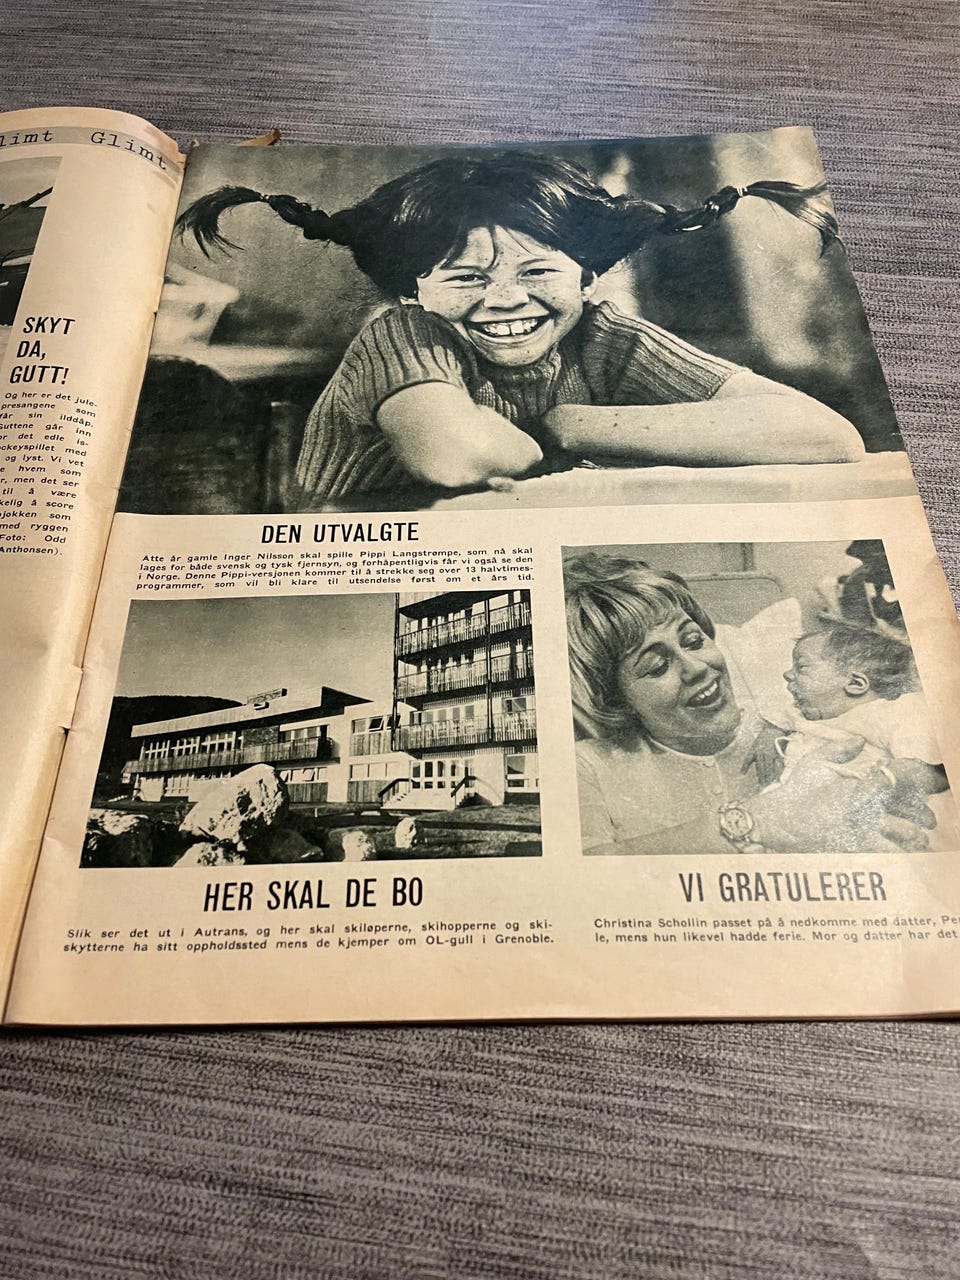 Glimt
SKYT
DA,
GUTT!
Og her er det jule-
presangene som
får sin ilddåp.
Guttene går inn
det edle is-
med
og lyst. Vi vet
hvem som
men det ser
til å være
å score
som
med ryggen
Foto: Odd
Anthonsen).
DEN UTVALGTE
Åtte år gamle Inger Nilsson skal spille Pippi Langstrømpe, som nå skal
lages for både svensk og tysk fjernsyn, og forhåpentligvis får vi også se den
i Norge. Denne Pippi-versjonen kommer til å strekke seg over 13 halvtimes-
programmer, som vil bli klare til utsendelse først om et års tid.
HER SKAL DE BO
Slik ser det ut i Autrans, og her skal skiløperne, skihopperne og ski-
skytterne ha sitt oppholdssted mens de kjemper om OL-gull i Grenoble.
VI GRATULERER
Christina Schollin passet på å nedkomme med datter,
le, mens hun likevel hadde ferie. Mor og datter har det